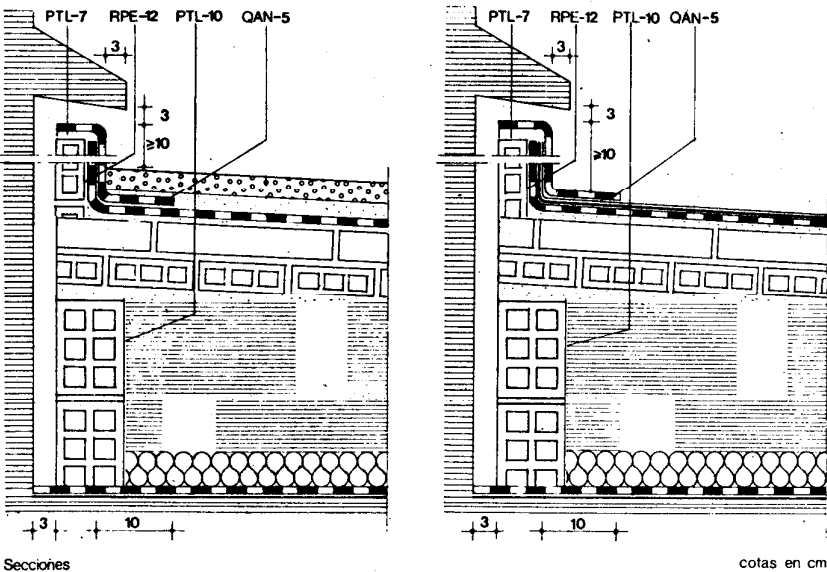 PTL-7 RPE-12 PTL-10 QAN-5
3
3
≥10
3 10
PTL-7 RPE-12 PTL-10 QAN-5
3
3
≥10
3 10
Secciones
cotas en cm